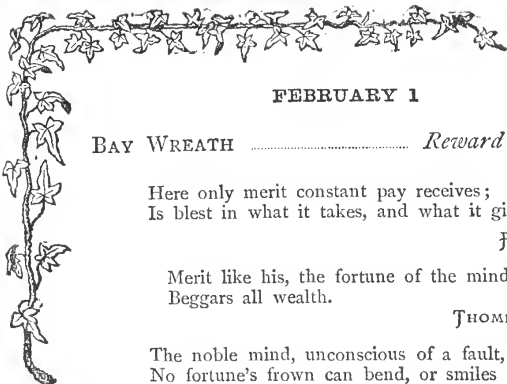 FEBRUARY 1
BAY WREATH ........................................ Reward
Here only merit constant pay receives;
Is blest in what it takes, and what it gi
Merit like his, the fortune of the mind
Beggars all wealth.
THOM
The noble mind, unconscious of a fault,
No fortune's frown can bend, or smiles